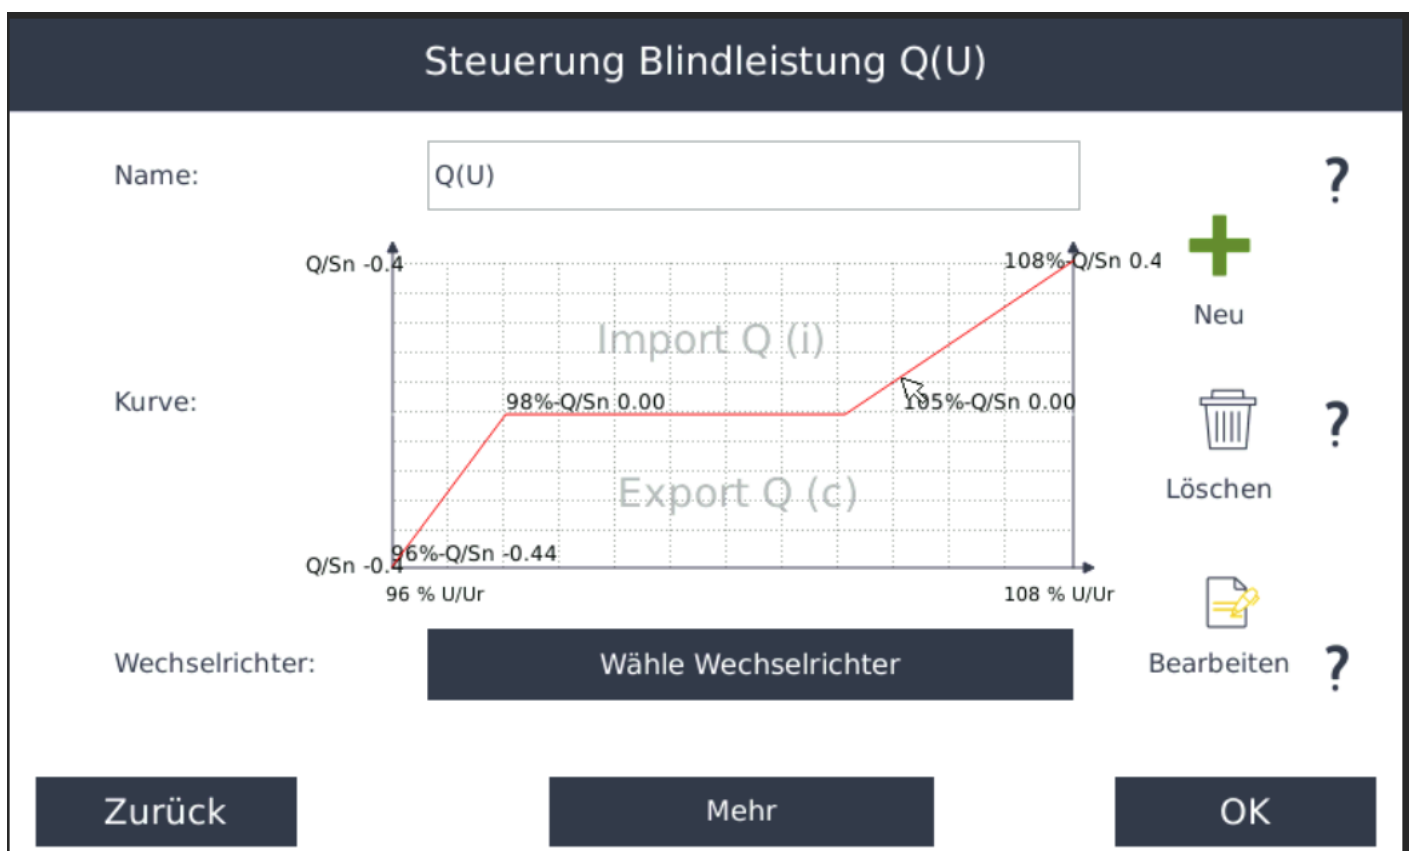 Steuerung Blindleistung Q(U)
Name:
Q(U)
?
Q/Sn -0.4
108%-Q/Sn 0.4
Neu
Import Q (i)
Kurve:
98%-Q/Sn 0.00
105%-Q/Sn 0.00
?
Export Q (c)
Löschen
96%-Q/Sn -0.44
Q/Sn -0.4
96 % U/Ur
108 % U/Ur
Wechselrichter:
Wähle Wechselrichter
Bearbeiten
?
Zurück
Mehr
OK